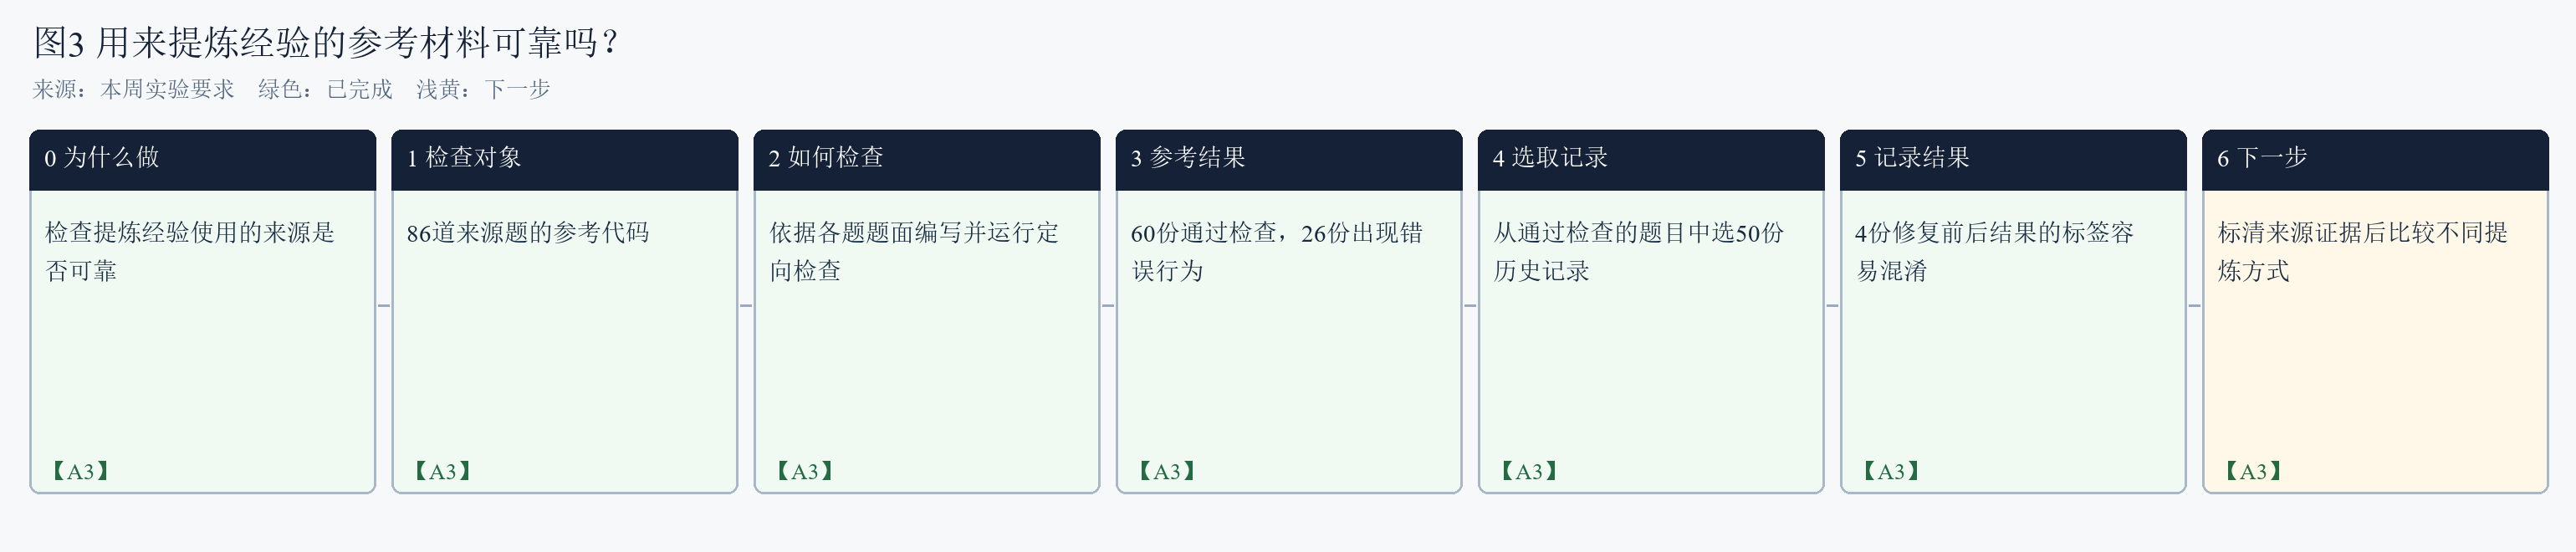 图3 用来提炼经验的参考材料可靠吗？
来源：本周实验要求 绿色：已完成 浅黄：下一步
0 为什么做
检查提炼经验使用的来源是
否可靠
【A3】
1 检查对象
86道来源题的参考代码
【A3】
2 如何检查
依据各题题面编写并运行定
向检查
【A3】
3 参考结果
60份通过检查，26份出现错
误行为
【A3】
4 选取记录
从通过检查的题目中选50份
历史记录
【A3】
5 记录结果
4份修复前后结果的标签容
易混淆
【A3】
6 下一步
标清来源证据后比较不同提
炼方式
【A3】